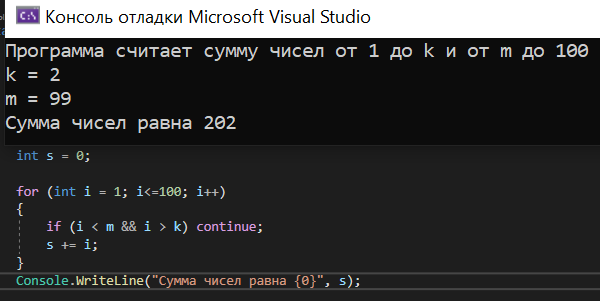 Консоль отладки Microsoft Visual Studio
Программа считает сумму чисел от 1 до k и от m до 100
k = 2
m = 99
Сумма чисел равна 202
int s = 0;
for (int i = 1; i<=100; i++)
{
if (i < m && i > k) continue;
s += i;
}
Console.WriteLine("Сумма чисел равна {0}", s);